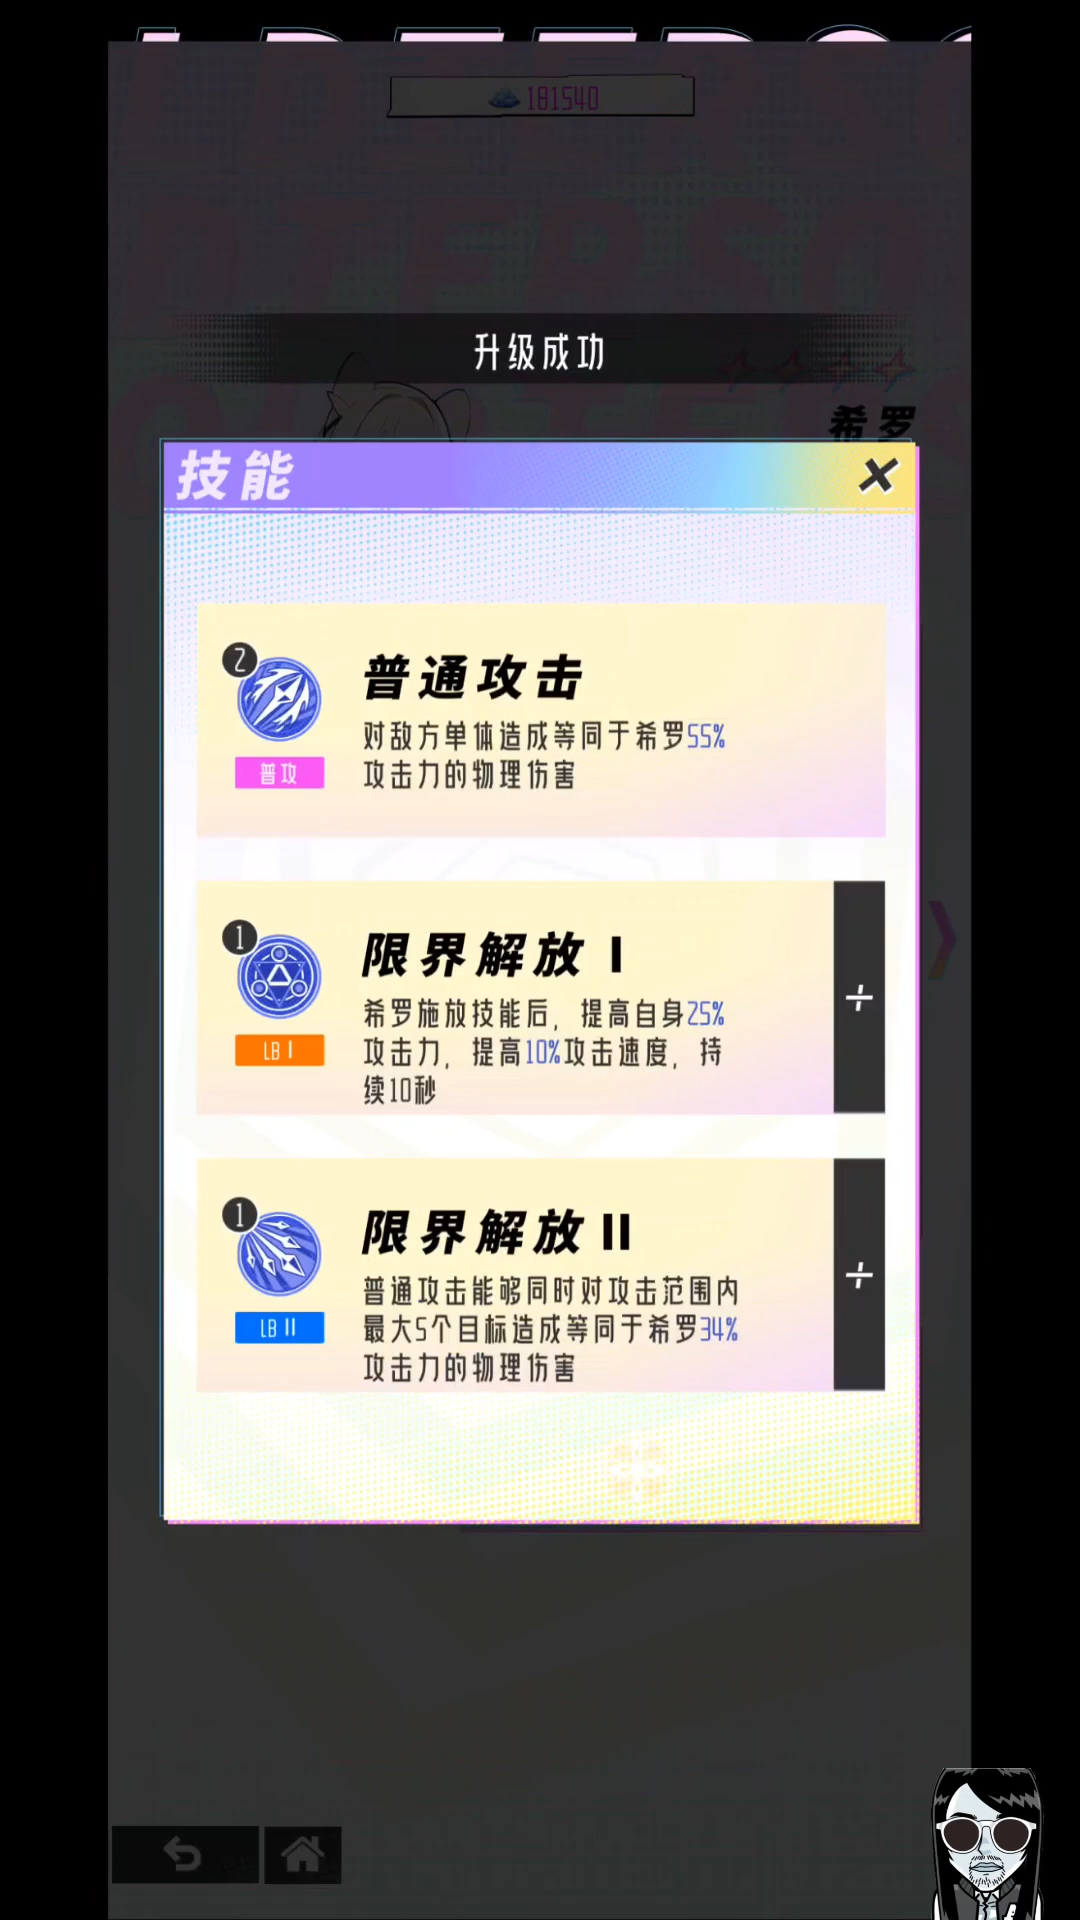 181540
升级成功
希罗
技能
2
普通攻击
对敌方单体造成等同于希罗55%
攻击力的物理伤害
普攻
1
限界解放 I
希罗施放技能后，提高自身25%
攻击力，提高10%攻击速度，持
续10秒
LB I
1
限界解放 II
普通攻击能够同时对攻击范围内
最大5个目标造成等同于希罗34%
攻击力的物理伤害
LB II